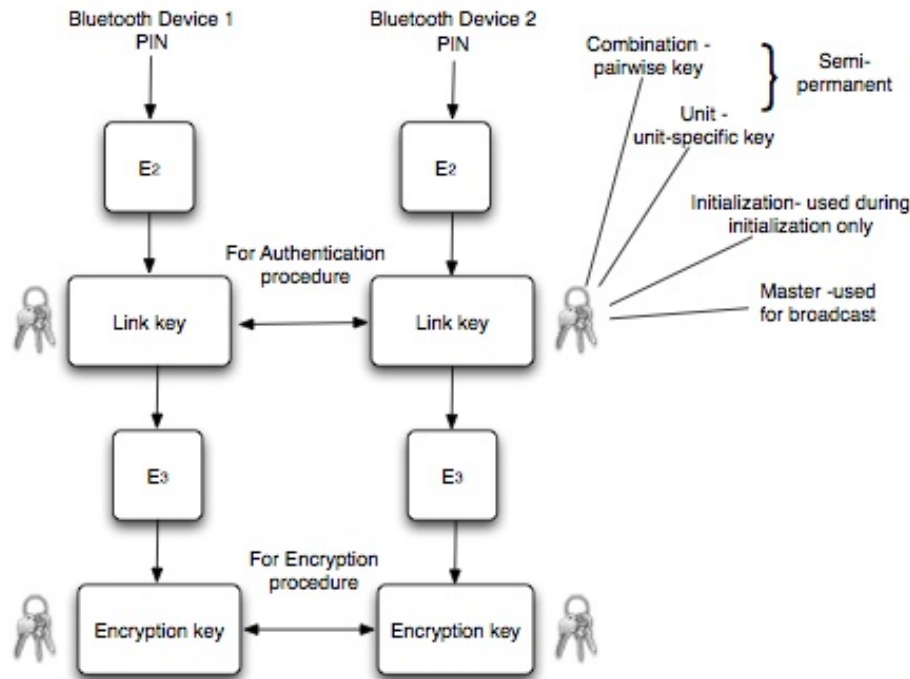 Bluetooth Device 1
PIN
Bluetooth Device 2
PIN
Combination -
pairwise key
Semi-
permanent
Unit -
unit-specific key
E2
E2
Initialization- used during
initialization only
For Authentication
procedure
Link key
Link key
Master -used
for broadcast
E3
E3
For Encryption
procedure
Encryption key
Encryption key